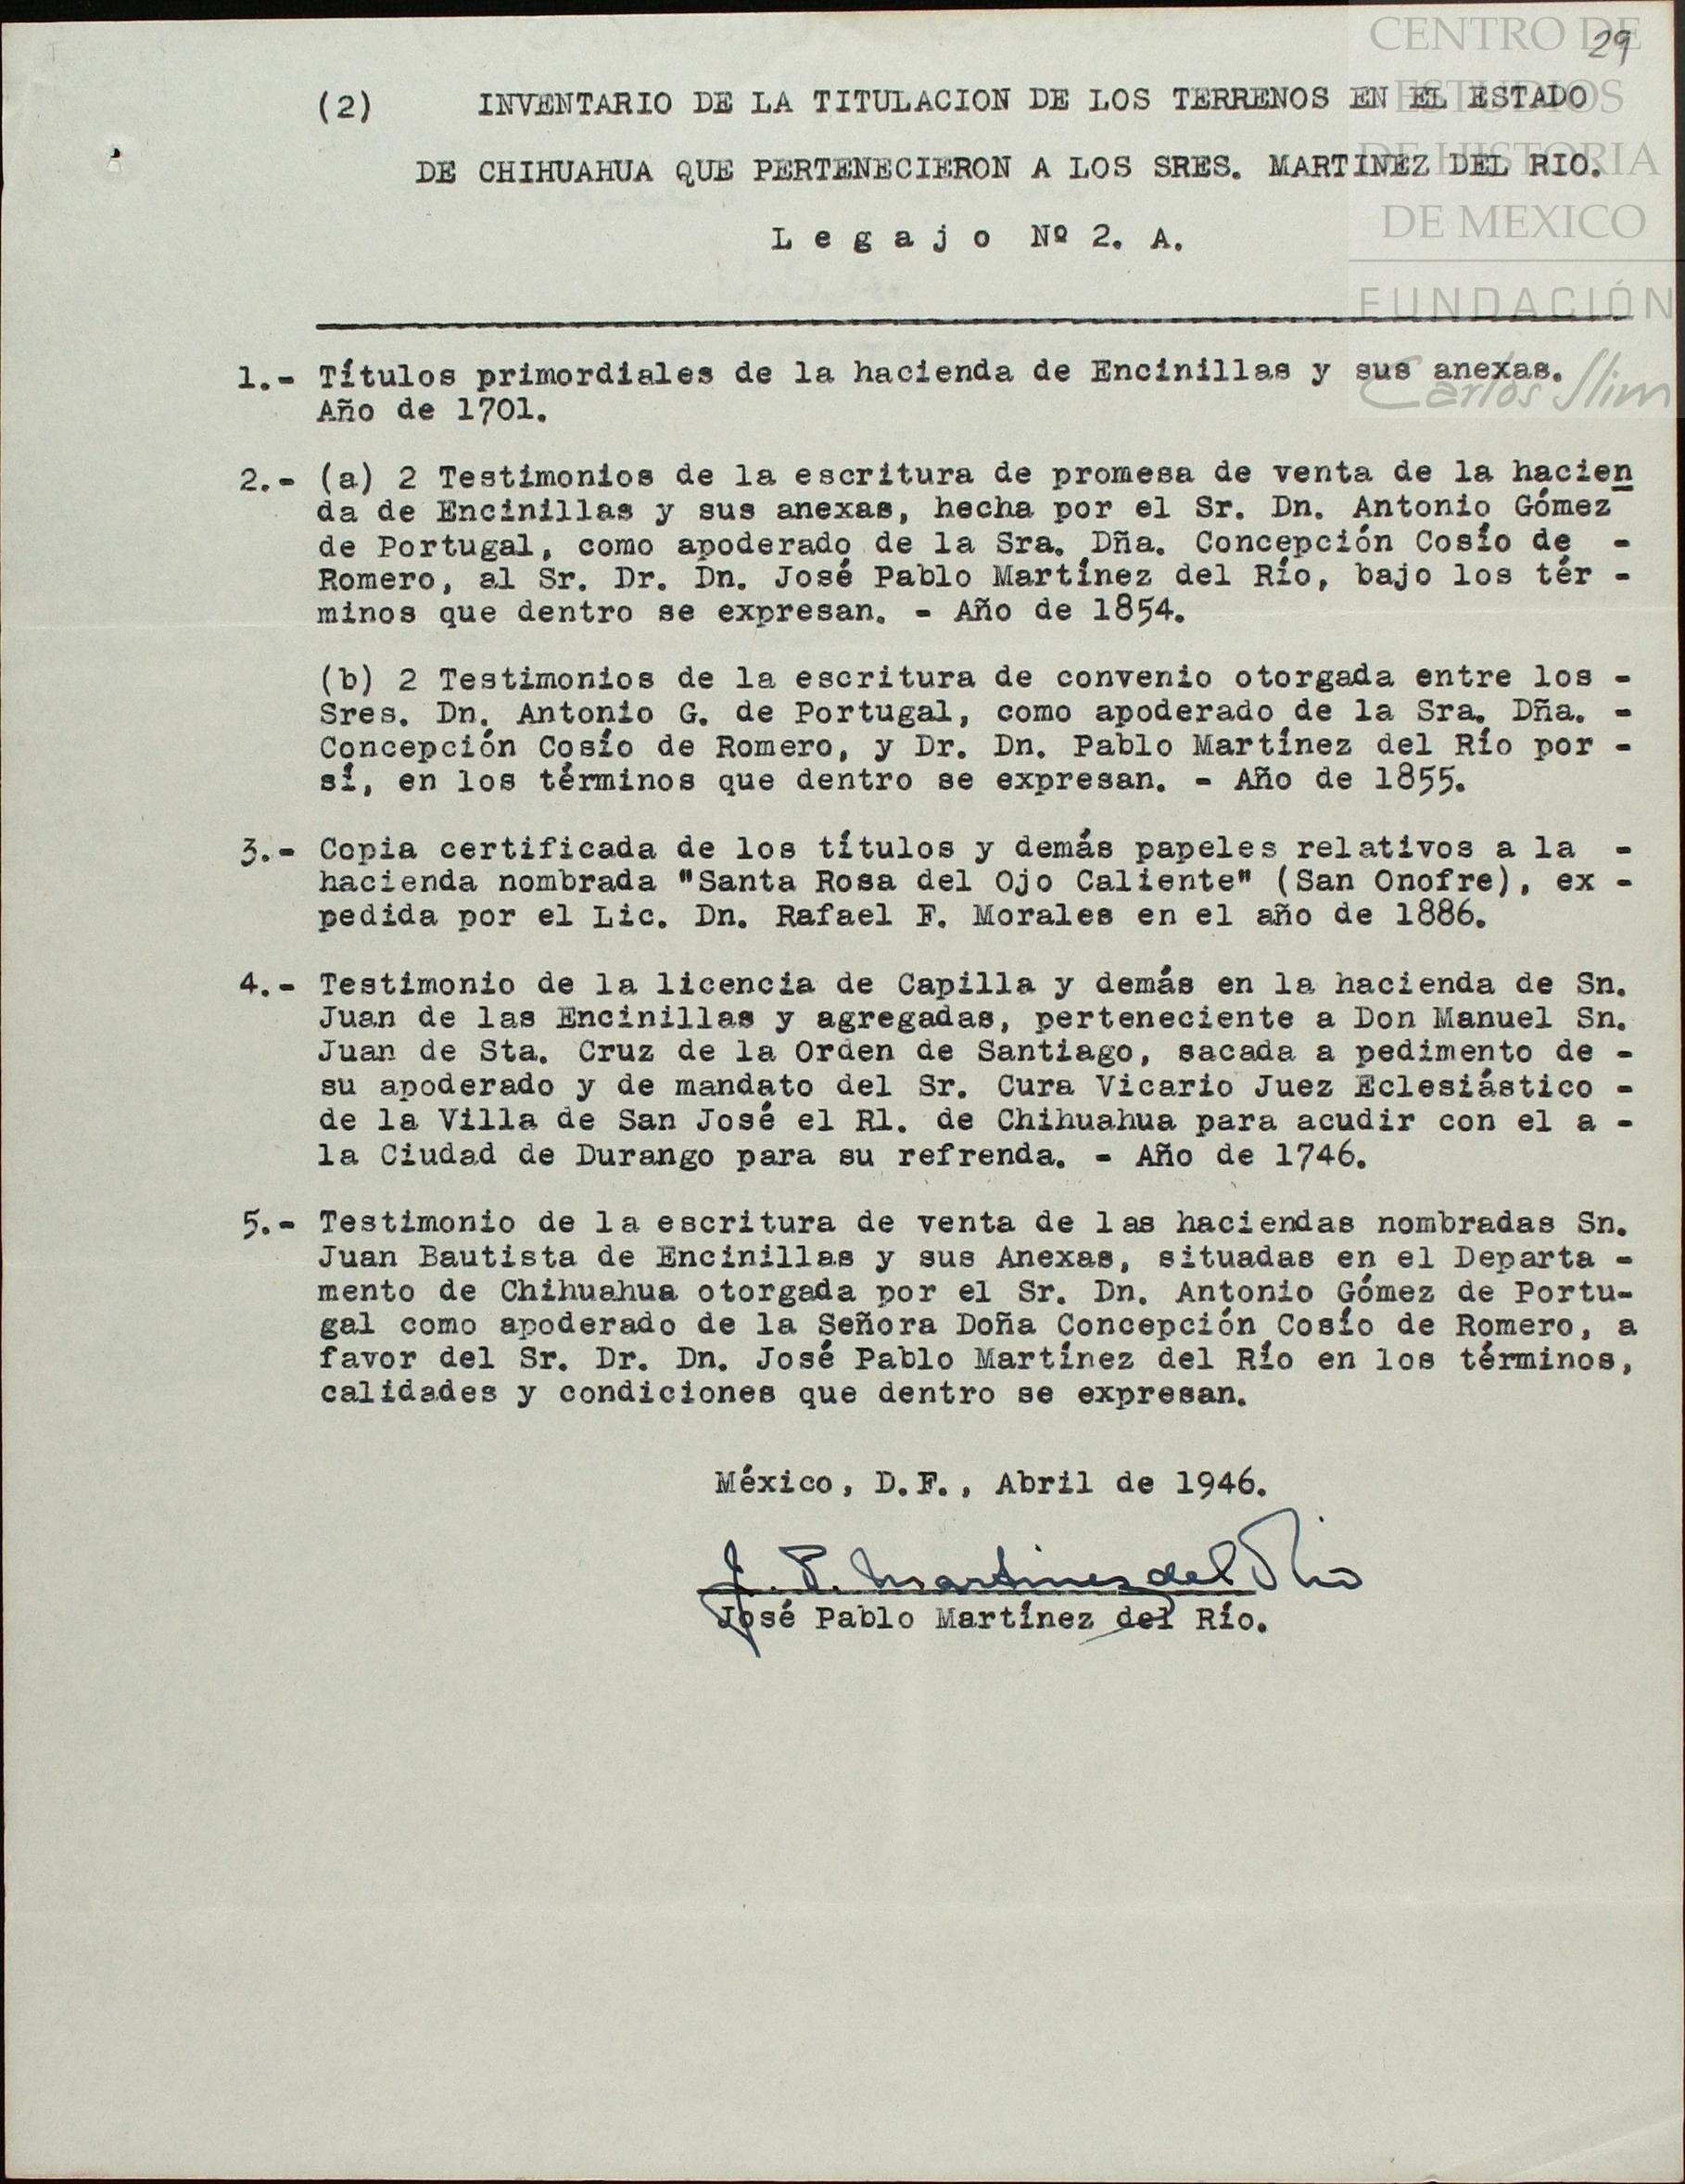 29
CENTRO DE
ESTUDIOS
DE HISTORIA
DE MEXICO
FUNDACIÓN
Carlos Slim
(2) INVENTARIO DE LA TITULACION DE LOS TERRENOS EN EL ESTADO
DE CHIHUAHUA QUE PERTENECIERON A LOS SRES. MARTINEZ DEL RIO.
L e g a j o Nº 2. A.
1.- Títulos primordiales de la hacienda de Encinillas y sus anexas.
Año de 1701.
2.- (a) 2 Testimonios de la escritura de promesa de venta de la hacien
da de Encinillas y sus anexas, hecha por el Sr. Dn. Antonio Gómez
de Portugal, como apoderado de la Sra. Dña. Concepción Cosío de -
Romero, al Sr. Dr. Dn. José Pablo Martínez del Río, bajo los tér -
minos que dentro se expresan. - Año de 1854.
(b) 2 Testimonios de la escritura de convenio otorgada entre los -
Sres. Dn. Antonio G. de Portugal, como apoderado de la Sra. Dña. -
Concepción Cosío de Romero, y Dr. Dn. Pablo Martínez del Río por -
sí, en los términos que dentro se expresan. - Año de 1855.
3.- Copia certificada de los títulos y demás papeles relativos a la -
hacienda nombrada "Santa Rosa del Ojo Caliente" (San Onofre), ex -
pedida por el Lic. Dn. Rafael F. Morales en el año de 1886.
4.- Testimonio de la licencia de Capilla y demás en la hacienda de Sn.
Juan de las Encinillas y agregadas, perteneciente a Don Manuel Sn.
Juan de Sta. Cruz de la Orden de Santiago, sacada a pedimento de -
su apoderado y de mandato del Sr. Cura Vicario Juez Eclesiástico -
de la Villa de San José el Rl. de Chihuahua para acudir con el a -
la Ciudad de Durango para su refrenda. - Año de 1746.
5.- Testimonio de la escritura de venta de las haciendas nombradas Sn.
Juan Bautista de Encinillas y sus Anexas, situadas en el Departa -
mento de Chihuahua otorgada por el Sr. Dn. Antonio Gómez de Portu-
gal como apoderado de la Señora Doña Concepción Cosío de Romero, a
favor del Sr. Dr. Dn. José Pablo Martínez del Río en los términos,
calidades y condiciones que dentro se expresan.
México, D.F., Abril de 1946.
J. P. Martinez del Rio
José Pablo Martínez del Río.